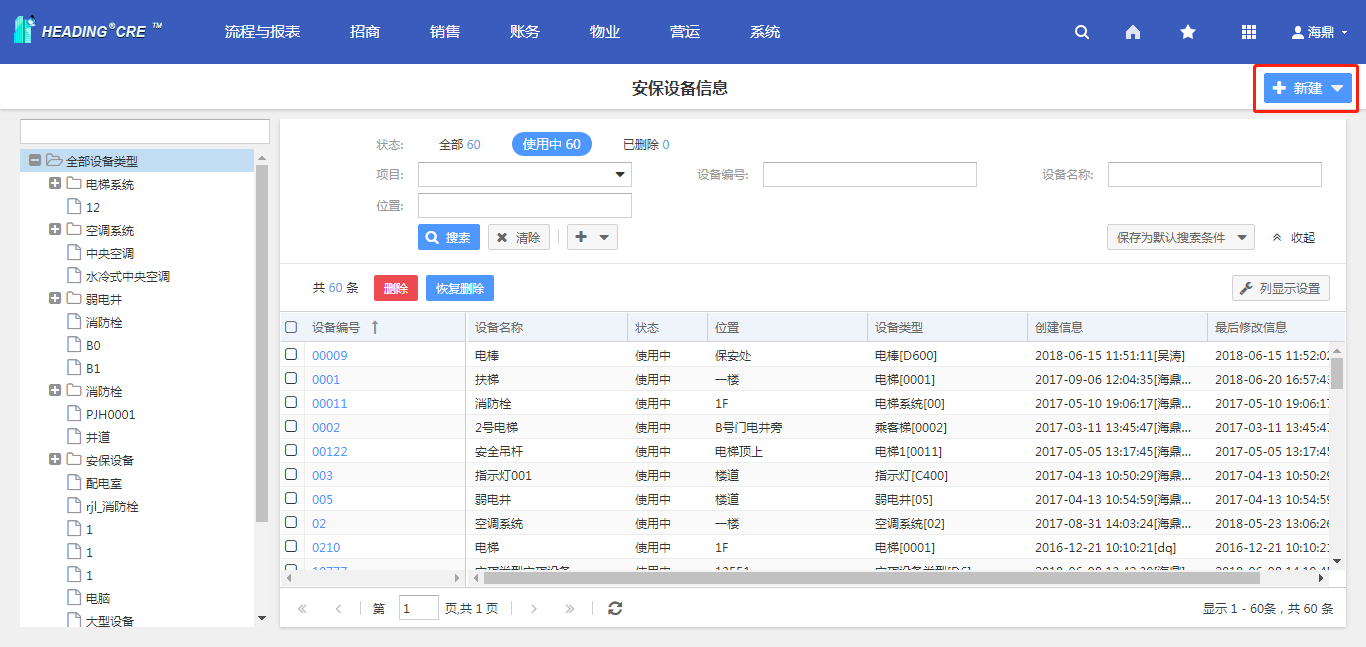 HEADING®CRE ™ 流程与报表 招商 销售 账务 物业 营运 系统 海鼎
安保设备信息 新建
全部设备类型
电梯系统
12
空调系统
中央空调
水冷式中央空调
弱电井
消防栓
B0
B1
消防栓
PJH0001
井道
安保设备
配电室
rjl_消防栓
1
1
1
电脑
大型设备
状态: 全部 60 使用中 60 已删除 0
项目: 设备编号: 设备名称:
位置:
搜索 清除 保存为默认搜索条件 收起
共 60 条 删除 恢复删除 列显示设置
设备编号 设备名称 状态 位置 设备类型 创建信息 最后修改信息
00009 电棒 使用中 保安处 电棒[D600] 2018-06-15 11:51:11[吴涛] 2018-06-15 11:52:02
0001 扶梯 使用中 一楼 电梯[0001] 2017-09-06 12:04:35[海鼎... 2018-06-20 16:57:43
00011 消防栓 使用中 1F 电梯系统[00] 2017-05-10 19:06:17[海鼎... 2017-05-10 19:06:17
0002 2号电梯 使用中 B号门电井旁 乘客梯[0002] 2017-03-11 13:45:47[海鼎... 2017-03-11 13:45:47
00122 安全吊杆 使用中 电梯顶上 电梯1[0011] 2017-05-05 13:17:45[海鼎... 2017-05-05 13:17:45
003 指示灯001 使用中 楼道 指示灯[C400] 2017-04-13 10:50:29[海鼎... 2017-04-13 10:50:29
005 弱电井 使用中 楼道 弱电井[05] 2017-04-13 10:54:59[海鼎... 2017-04-13 10:54:59
02 空调系统 使用中 一楼 空调系统[02] 2017-08-31 14:03:24[海鼎... 2018-05-23 13:06:26
0210 电梯 使用中 1F 电梯[0001] 2016-12-21 10:10:21[dq] 2016-12-21 10:10:21
第 1 页,共 1 页 显示 1 - 60条，共 60 条